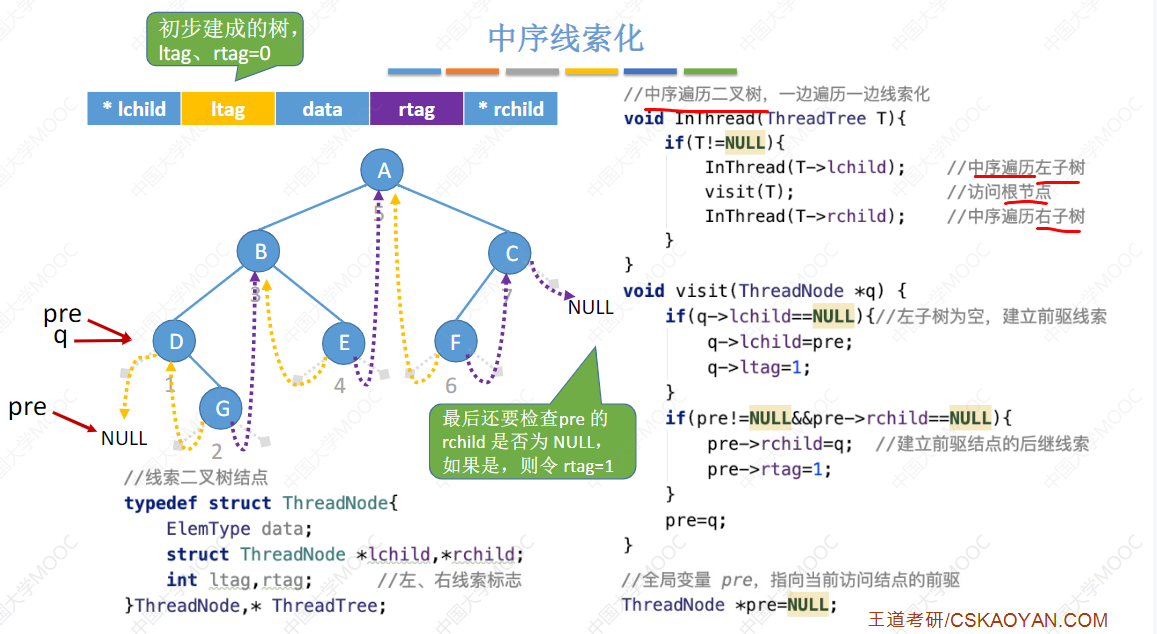 初步建成的树，
ltag、rtag=0
中序线索化
* lchild ltag data rtag * rchild
A
5
B
C
3
7
NULL
pre
q
D
E
F
1
4
6
G
pre
NULL
2
最后还要检查pre 的
rchild 是否为 NULL，
如果是，则令 rtag=1
//线索二叉树结点
typedef struct ThreadNode{
ElemType data;
struct ThreadNode *lchild,*rchild;
int ltag,rtag; //左、右线索标志
}ThreadNode,* ThreadTree;
//中序遍历二叉树，一边遍历一边线索化
void InThread(ThreadTree T){
if(T!=NULL){
InThread(T->lchild); //中序遍历左子树
visit(T); //访问根节点
InThread(T->rchild); //中序遍历右子树
}
}
void visit(ThreadNode *q) {
if(q->lchild==NULL){//左子树为空，建立前驱线索
q->lchild=pre;
q->ltag=1;
}
if(pre!=NULL&&pre->rchild==NULL){
pre->rchild=q; //建立前驱结点的后继线索
pre->rtag=1;
}
pre=q;
}
//全局变量 pre，指向当前访问结点的前驱
ThreadNode *pre=NULL;
王道考研/CSKAOYAN.COM
中国大学MOOC